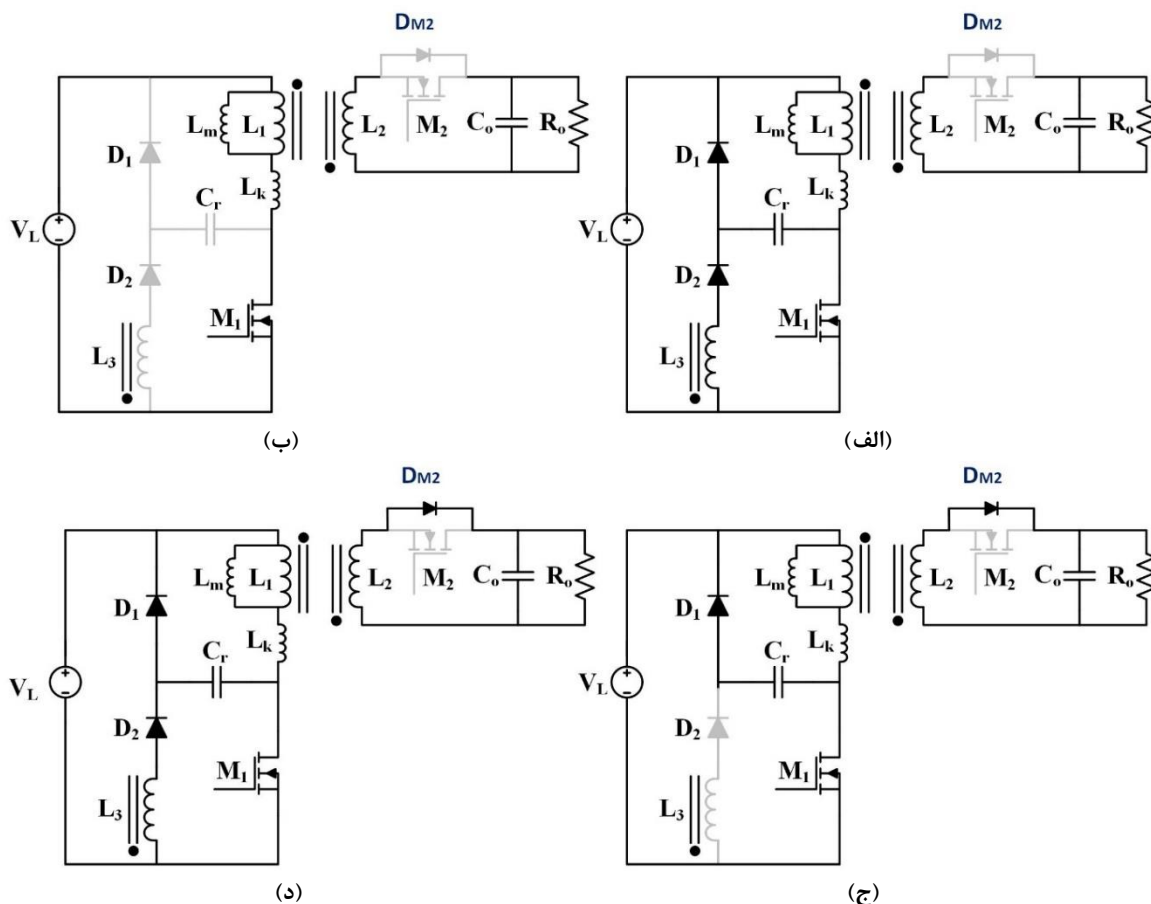 DM2
Lm L1 L2 M2 Co Ro
D1
Lk
Cr
VL
D2
M1
L3
(الف)
DM2
Lm L1 L2 M2 Co Ro
D1
Lk
Cr
VL
D2
M1
L3
(ب)
DM2
Lm L1 L2 M2 Co Ro
D1
Lk
Cr
VL
D2
M1
L3
(ج)
DM2
Lm L1 L2 M2 Co Ro
D1
Lk
Cr
VL
D2
M1
L3
(د)